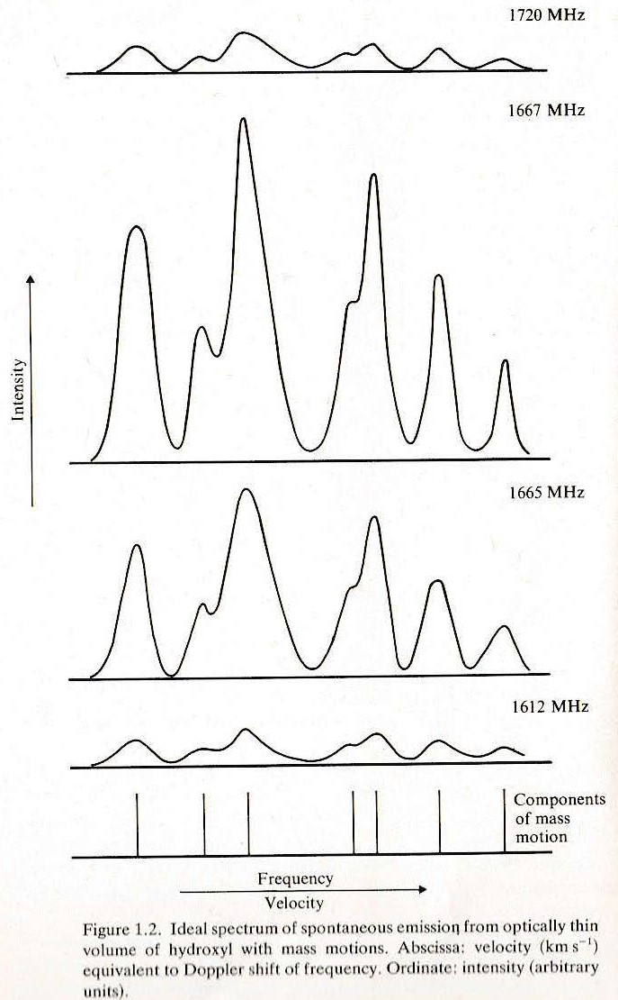 1720 MHz
1667 MHz
Intensity
1665 MHz
1612 MHz
Components
of mass
motion
Frequency
Velocity
Figure 1.2. Ideal spectrum of spontaneous emission from optically thin
volume of hydroxyl with mass motions. Abscissa: velocity (km s⁻¹)
equivalent to Doppler shift of frequency. Ordinate: intensity (arbitrary
units).